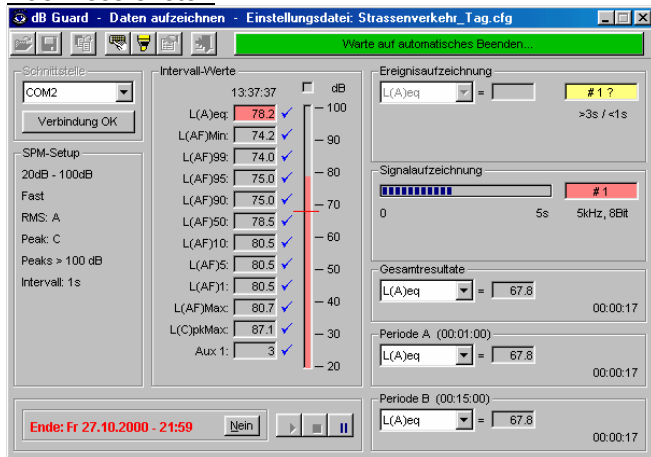 dB Guard - Daten aufzeichnen - Einstellungsdatei: Strassenverkehr_Tag.cfg
Warte auf automatisches Beenden...
Schnittstelle
COM2
Verbindung OK
SPM-Setup
20dB - 100dB
Fast
RMS: A
Peak: C
Peaks > 100 dB
Intervall: 1s
Intervall-Werte
13:37:37 dB
L(A)eq: 78.2
L(AF)Min: 74.2
L(AF)99: 74.0
L(AF)95: 75.0
L(AF)90: 75.0
L(AF)50: 78.5
L(AF)10: 80.5
L(AF)5: 80.5
L(AF)1: 80.5
L(AF)Max: 80.7
L(C)pkMax: 87.1
Aux 1: 3
100
90
80
70
60
50
40
30
20
Ereignisaufzeichnung
L(A)eq = #1 ?
>3s / <1s
Signalaufzeichnung
#1
0 5s 5kHz, 8Bit
Gesamtresultate
L(A)eq = 67.8
00:00:17
Periode A (00:01:00)
L(A)eq = 67.8
00:00:17
Periode B (00:15:00)
L(A)eq = 67.8
00:00:17
Ende: Fr 27.10.2000 - 21:59 Nein